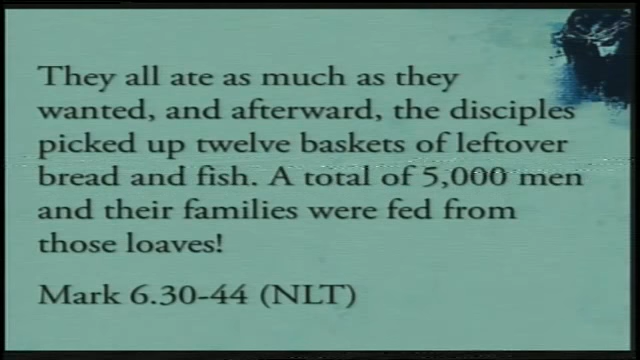 They all ate as much as they
wanted, and afterward, the disciples
picked up twelve baskets of leftover
bread and fish. A total of 5,000 men
and their families were fed from
those loaves!
Mark 6.30-44 (NLT)